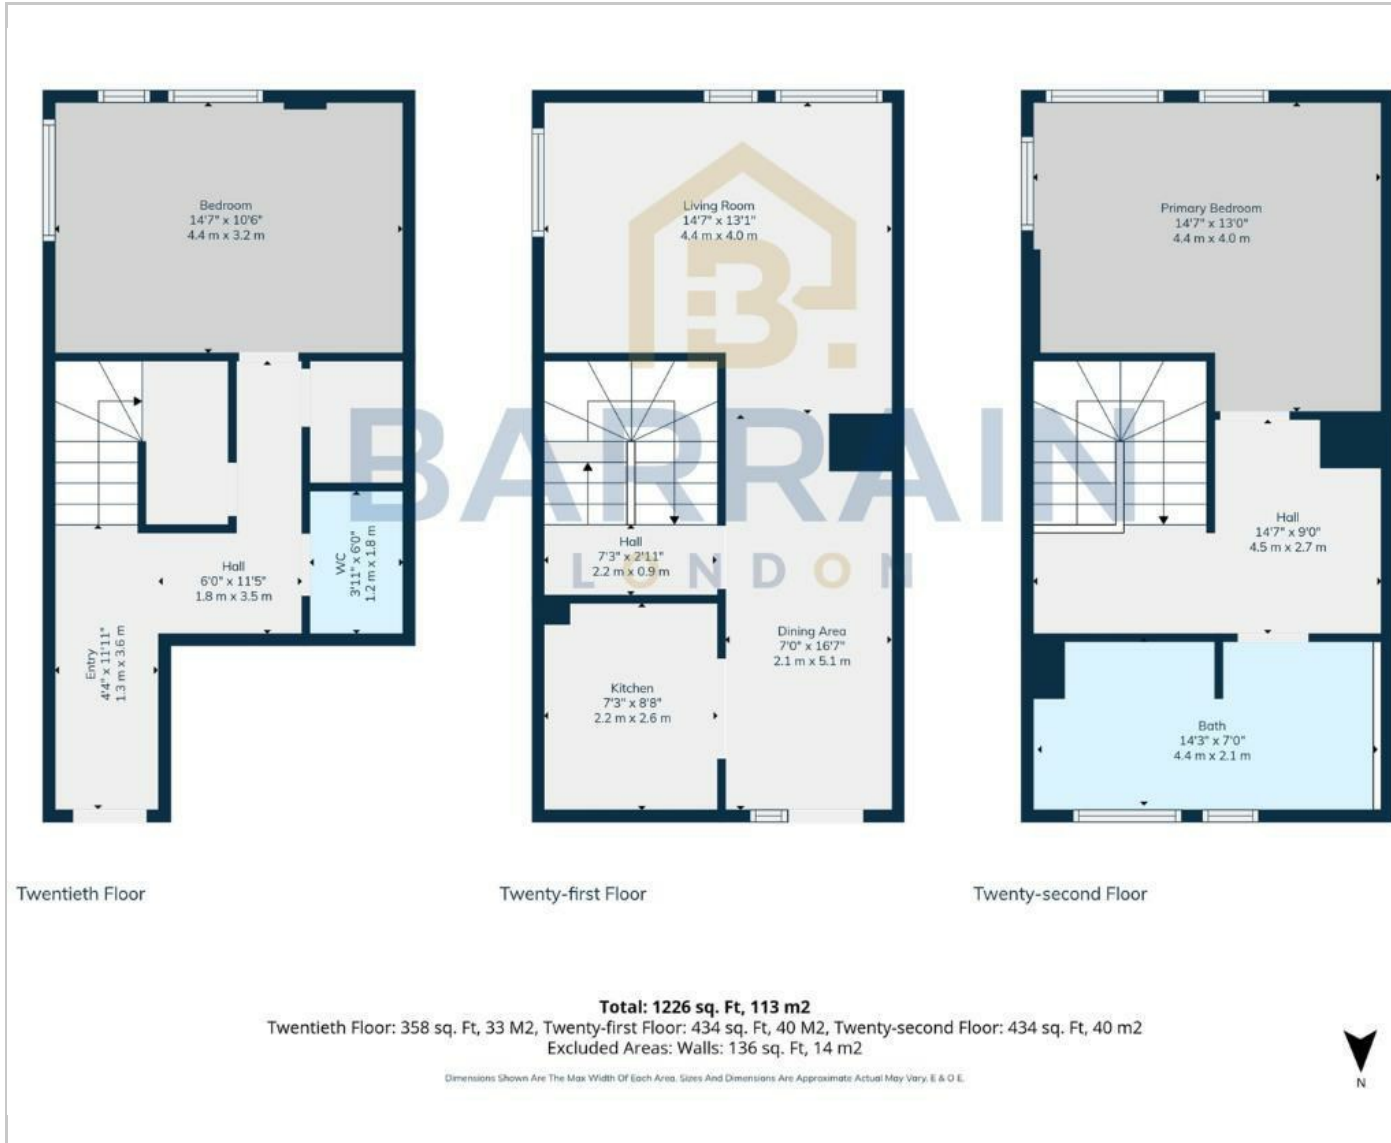 Bedroom
14'7" x 10'6"
4.4 m x 3.2 m
Hall
6'0" x 11'5"
1.8 m x 3.5 m
WC
3'11" x 6'0"
1.2 m x 1.8 m
Entry
4'4" x 11'11"
1.3 m x 3.6 m
Twentieth Floor
Living Room
14'7" x 13'1"
4.4 m x 4.0 m
Hall
7'3" x 2'11"
2.2 m x 0.9 m
Dining Area
7'0" x 16'7"
2.1 m x 5.1 m
Kitchen
7'3" x 8'8"
2.2 m x 2.6 m
Twenty-first Floor
Primary Bedroom
14'7" x 13'0"
4.4 m x 4.0 m
Hall
14'7" x 9'0"
4.5 m x 2.7 m
Bath
14'3" x 7'0"
4.4 m x 2.1 m
Twenty-second Floor
B.
BARRAIN
LONDON
Total: 1226 sq. Ft, 113 m2
Twentieth Floor: 358 sq. Ft, 33 M2, Twenty-first Floor: 434 sq. Ft, 40 M2, Twenty-second Floor: 434 sq. Ft, 40 m2
Excluded Areas: Walls: 136 sq. Ft, 14 m2
Dimensions Shown Are The Max Width Of Each Area. Sizes And Dimensions Are Approximate Actual May Vary. E & O E.
N